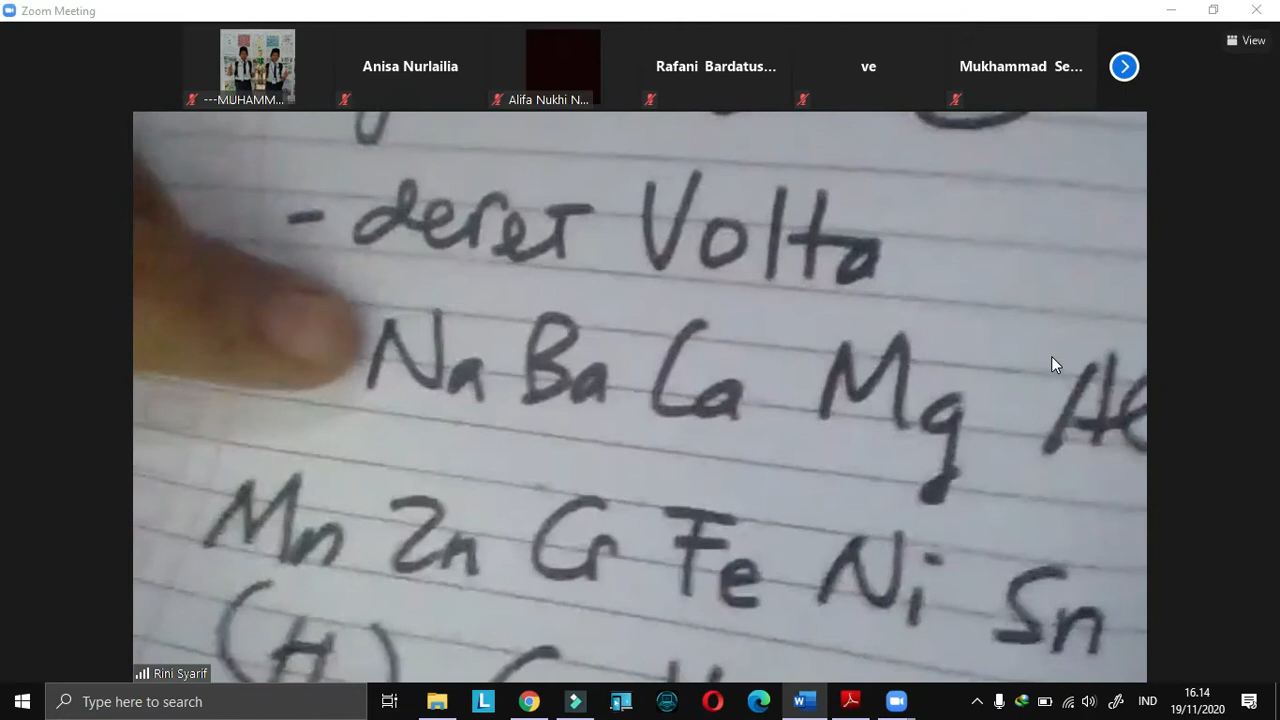 Zoom Meeting
View
---MUHAMM...
Anisa Nurlailia
Alifa Nukhi N...
Rafani Bardatus...
ve
Mukhammad Se...
- deret Volta
Na Ba Ca Mg Al
Mn Zn Cr Fe Ni Sn
(H)
Rini Syarif
Type here to search
IND
16.14
19/11/2020